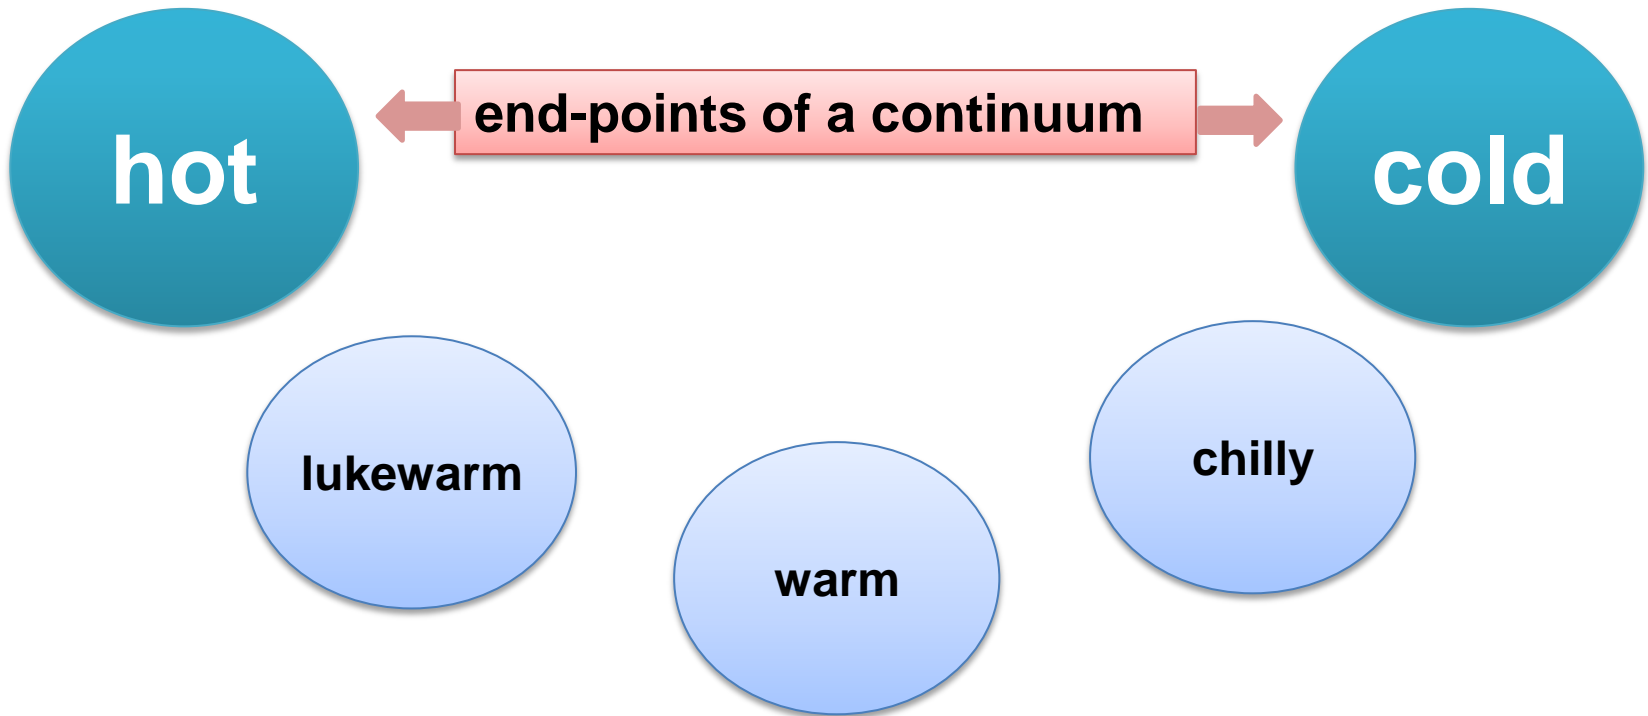 hot
end-points of a continuum
cold
lukewarm
warm
chilly